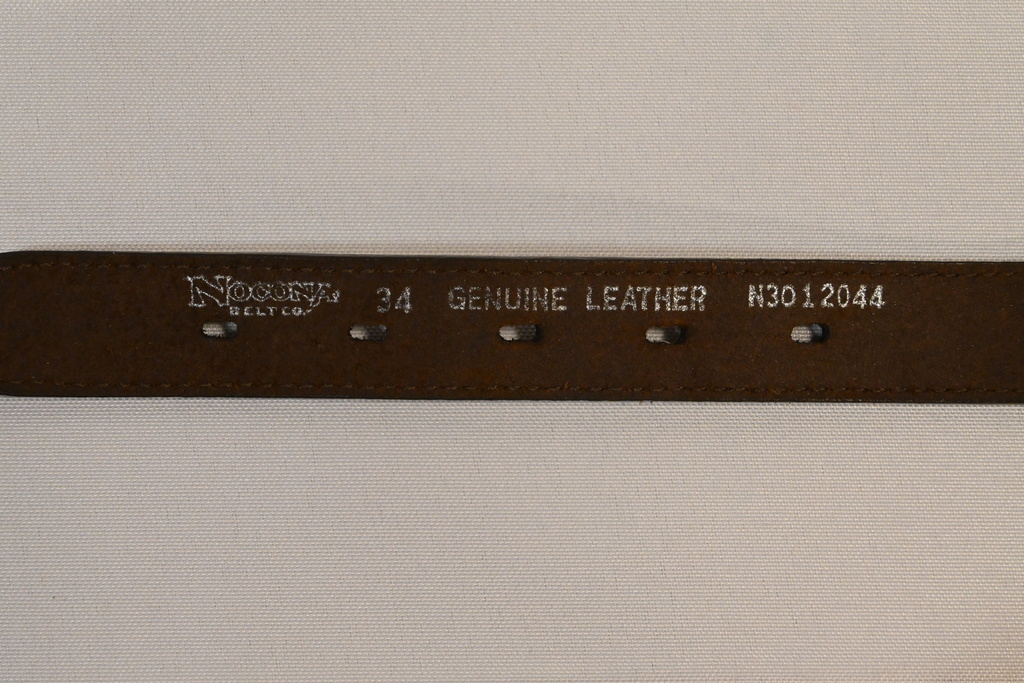 NOCONA 34 GENUINE LEATHER N3012044
BELT CO.